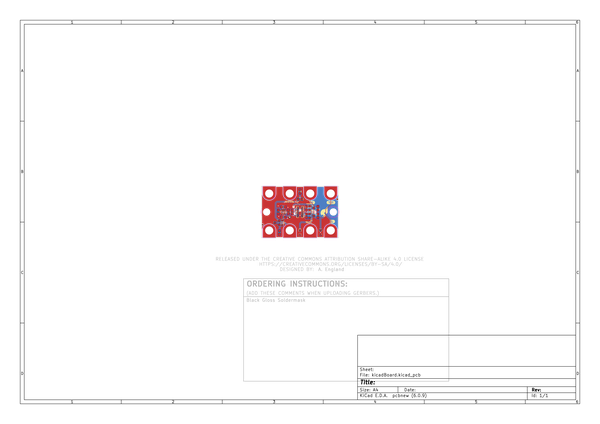 1 2 3 4 5 6
A A
B B
RELEASED UNDER THE CREATIVE COMMONS ATTRIBUTION SHARE-ALIKE 4.0 LICENSE
C C
HTTPS://CREATIVECOMMONS.ORG/LICENSES/BY-SA/4.0/
DESIGNED BY: A. England
ORDERING INSTRUCTIONS:
(ADD THESE COMMENTS WHEN UPLOADING GERBERS.)
Black Gloss Soldermask
Sheet:
File: kicadBoard.kicad_pcb
D D
Title:
Size: A4 Date: Rev:
KiCad E.D.A. pcbnew (6.0.9) Id: 1/1
1 2 3 4 5 6